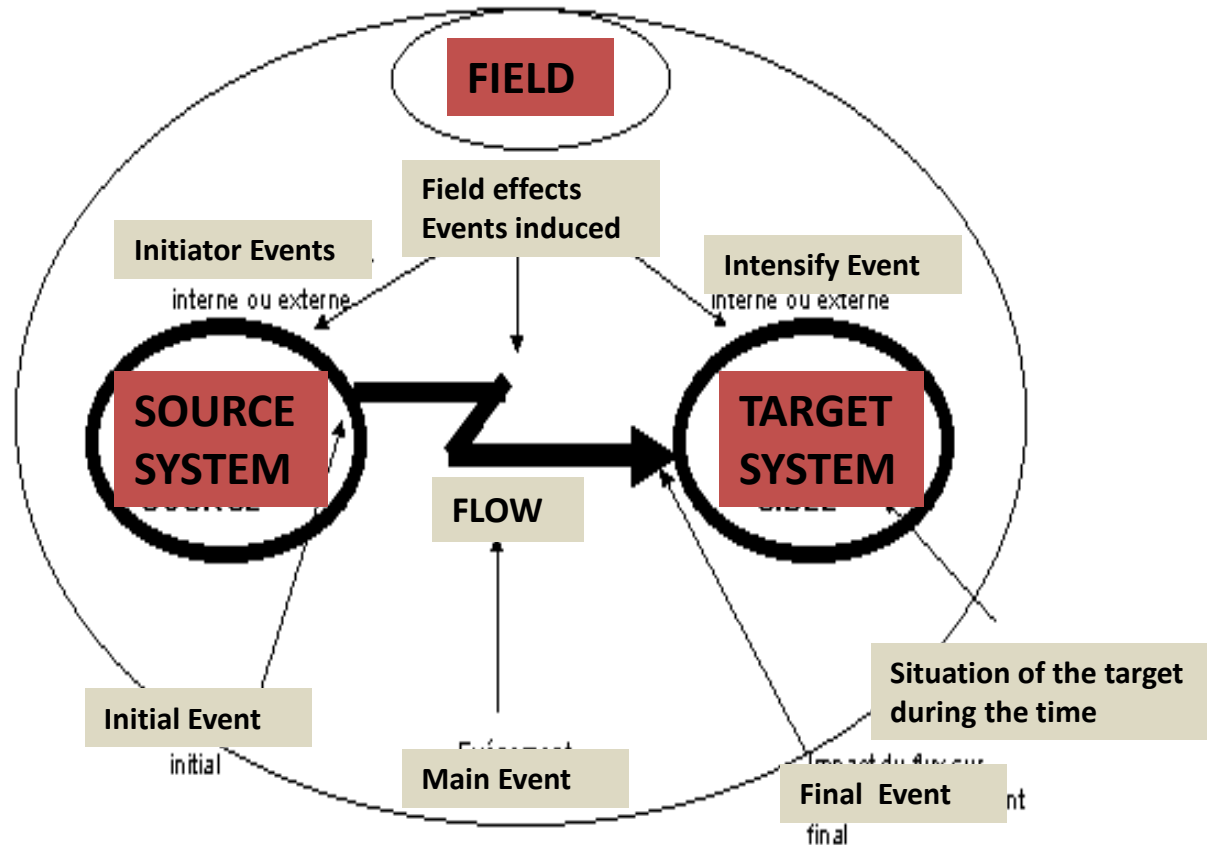 FIELD
Field effects
Events induced
Initiator Events
interne ou externe
Intensify Event
interne ou externe
SOURCE
SYSTEM
TARGET
SYSTEM
FLOW
Situation of the target
during the time
Initial Event
initial
Main Event
Final Event
nt
final